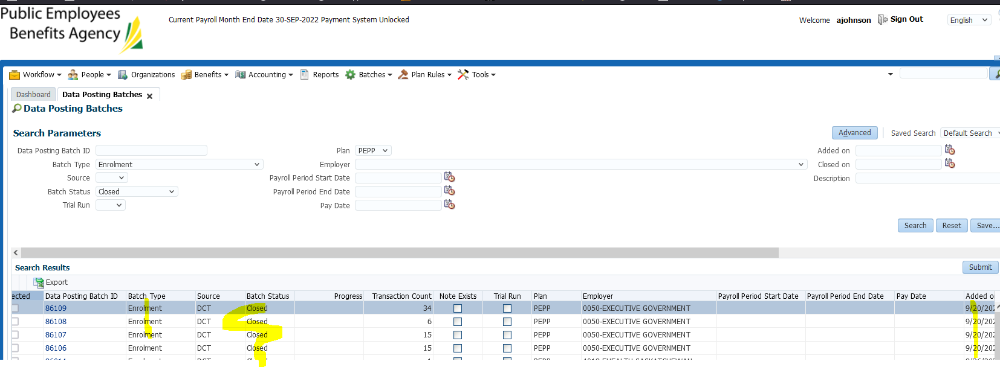 Public Employees
Benefits Agency
Current Payroll Month End Date 30-SEP-2022 Payment System Unlocked
Welcome ajohnson Sign Out English
Workflow People Organizations Benefits Accounting Reports Batches Plan Rules Tools
Dashboard Data Posting Batches
Data Posting Batches
Search Parameters
Advanced Saved Search Default Search
Data Posting Batch ID Plan PEPP Added on
Batch Type Enrolment Employer Closed on
Source Payroll Period Start Date Description
Batch Status Closed Payroll Period End Date
Trial Run Pay Date
Search Reset Save...
Search Results Submit
Export
ected Data Posting Batch ID Batch Type Source Batch Status Progress Transaction Count Note Exists Trial Run Plan Employer Payroll Period Start Date Payroll Period End Date Pay Date Added o
86109 Enrolment DCT Closed 34 PEPP 0050-EXECUTIVE GOVERNMENT 9/20/202
86108 Enrolment DCT Closed 6 PEPP 0050-EXECUTIVE GOVERNMENT 9/20/202
86107 Enrolment DCT Closed 15 PEPP 0050-EXECUTIVE GOVERNMENT 9/20/202
86106 Enrolment DCT Closed 15 PEPP 0050-EXECUTIVE GOVERNMENT 9/20/202